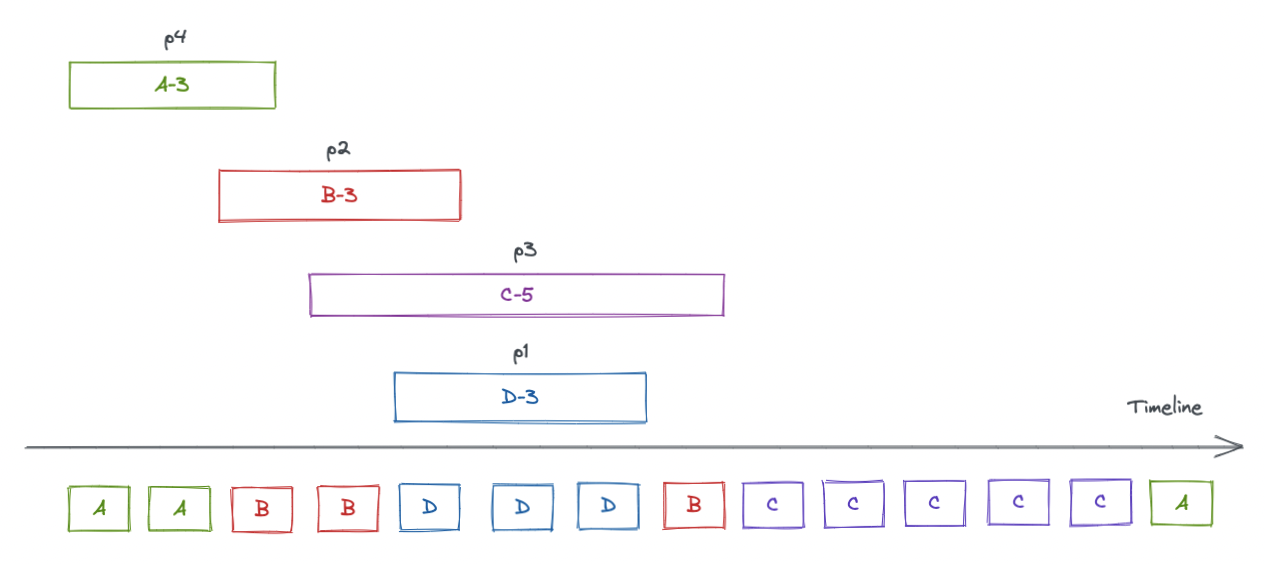 p4
A-3
p2
B-3
p3
C-5
p1
D-3
Timeline
A A B B D D D B C C C C C A